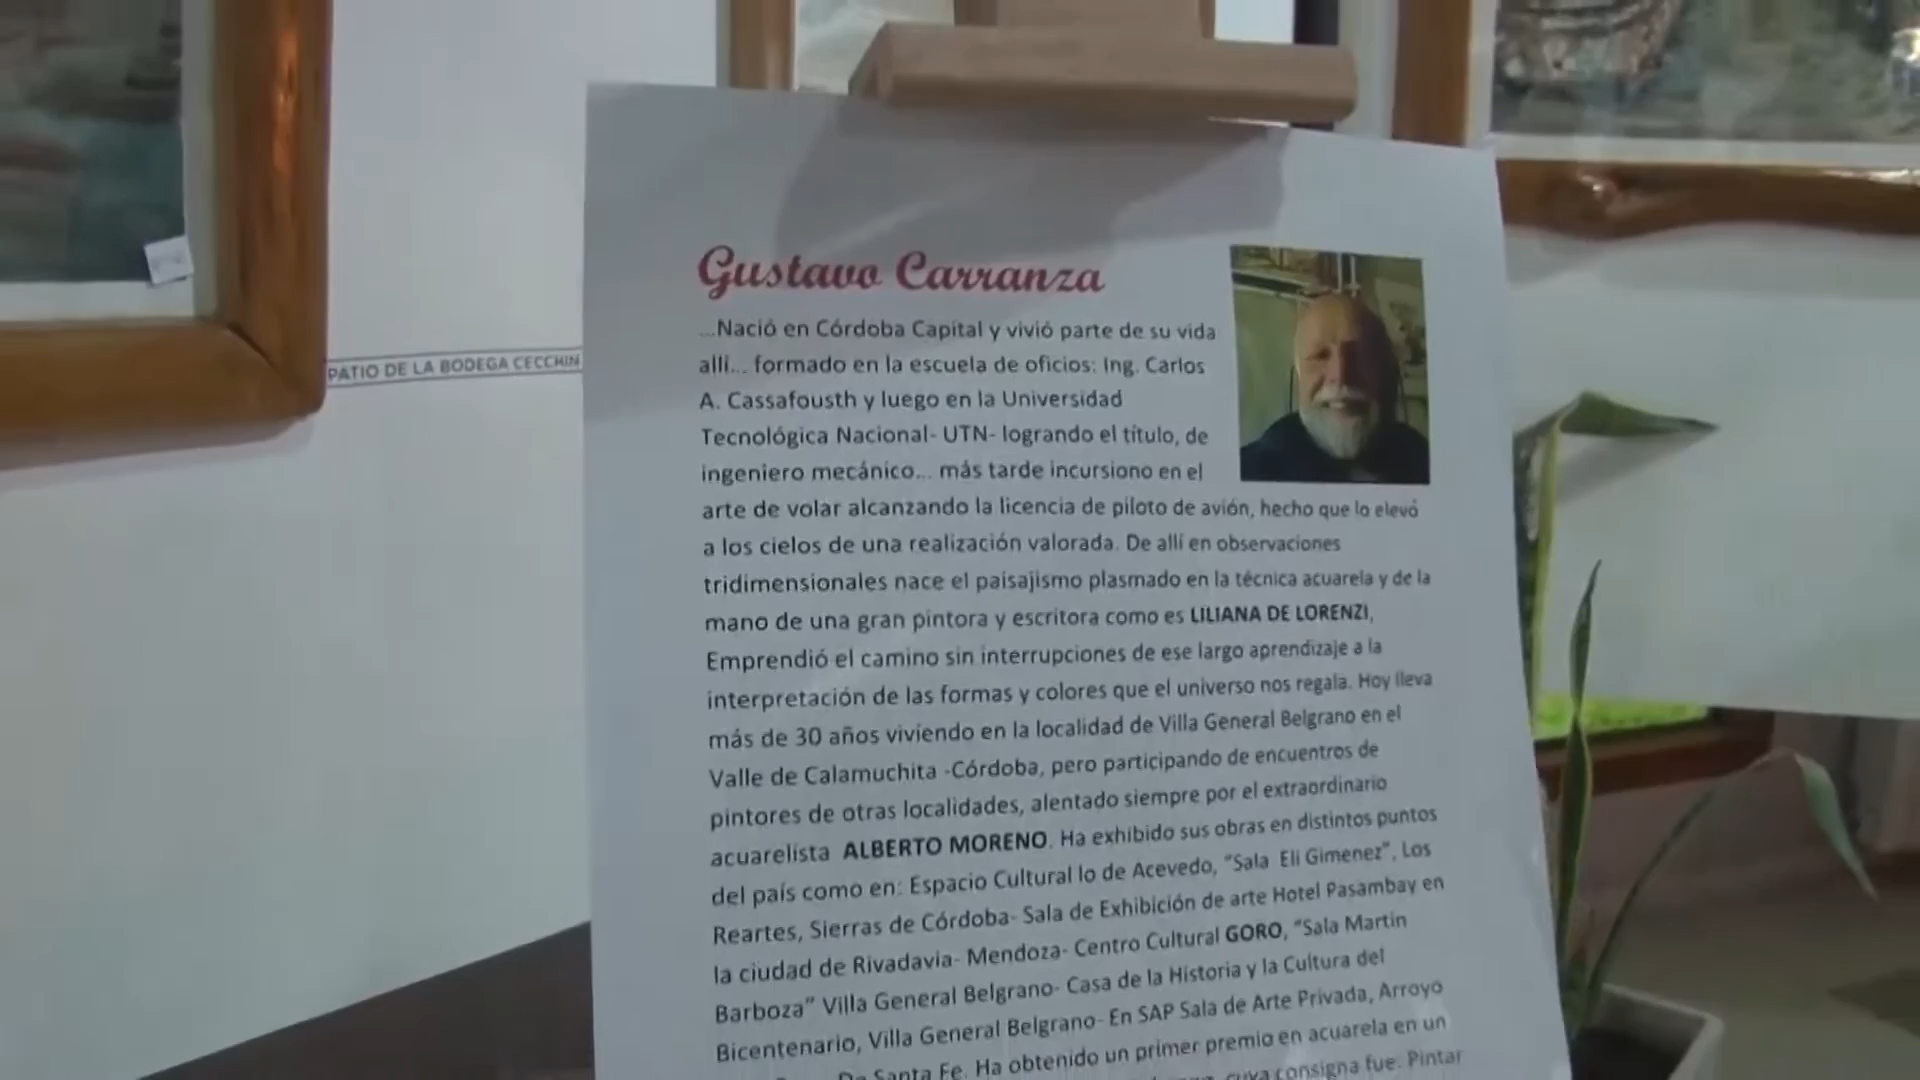 PATIO DE LA BODEGA CECCHIN
Gustavo Carranza
...Nació en Córdoba Capital y vivió parte de su vida
allí... formado en la escuela de oficios: Ing. Carlos
A. Cassafousth y luego en la Universidad
Tecnológica Nacional- UTN- logrando el título, de
ingeniero mecánico... más tarde incursiono en el
arte de volar alcanzando la licencia de piloto de avión, hecho que lo elevó
a los cielos de una realización valorada. De allí en observaciones
tridimensionales nace el paisajismo plasmado en la técnica acuarela y de la
mano de una gran pintora y escritora como es LILIANA DE LORENZI,
Emprendió el camino sin interrupciones de ese largo aprendizaje a la
interpretación de las formas y colores que el universo nos regala. Hoy lleva
más de 30 años viviendo en la localidad de Villa General Belgrano en el
Valle de Calamuchita -Córdoba, pero participando de encuentros de
pintores de otras localidades, alentado siempre por el extraordinario
acuarelista ALBERTO MORENO. Ha exhibido sus obras en distintos puntos
del país como en: Espacio Cultural lo de Acevedo, "Sala Eli Gimenez", Los
Reartes, Sierras de Córdoba- Sala de Exhibición de arte Hotel Pasambay en
la ciudad de Rivadavia- Mendoza- Centro Cultural GORO, "Sala Martin
Barboza" Villa General Belgrano- Casa de la Historia y la Cultura del
Bicentenario, Villa General Belgrano- En SAP Sala de Arte Privada, Arroyo
De Santa Fe. Ha obtenido un primer premio en acuarela en un
cuya consigna fue: Pintar